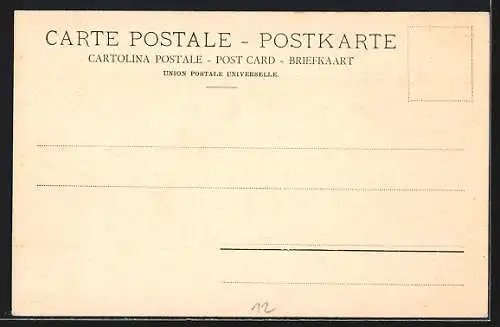 CARTE POSTALE - POSTKARTE
CARTOLINA POSTALE - POST CARD - BRIEFKAART
UNION POSTALE UNIVERSELLE.
12